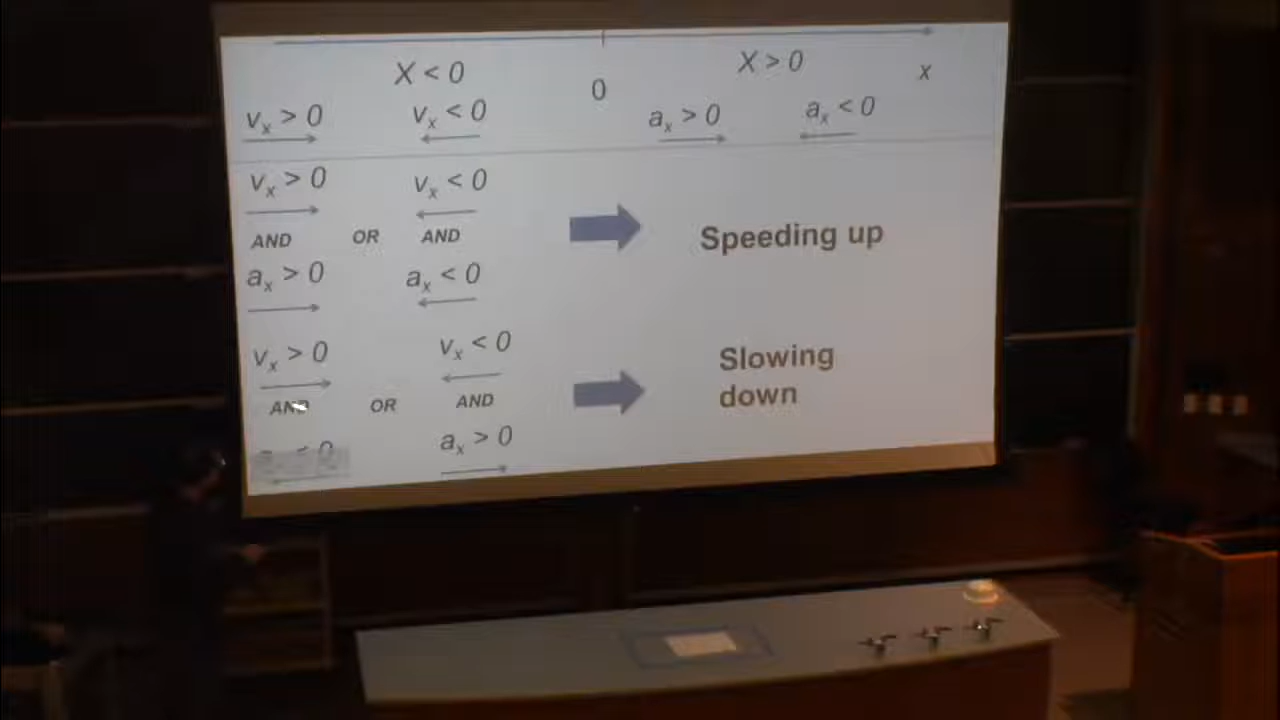 X < 0
X > 0
0
x
vₓ > 0
vₓ < 0
aₓ > 0
aₓ < 0
vₓ > 0
vₓ < 0
AND OR AND
Speeding up
aₓ > 0
aₓ < 0
vₓ > 0
vₓ < 0
Slowing
down
AND OR AND
aₓ > 0